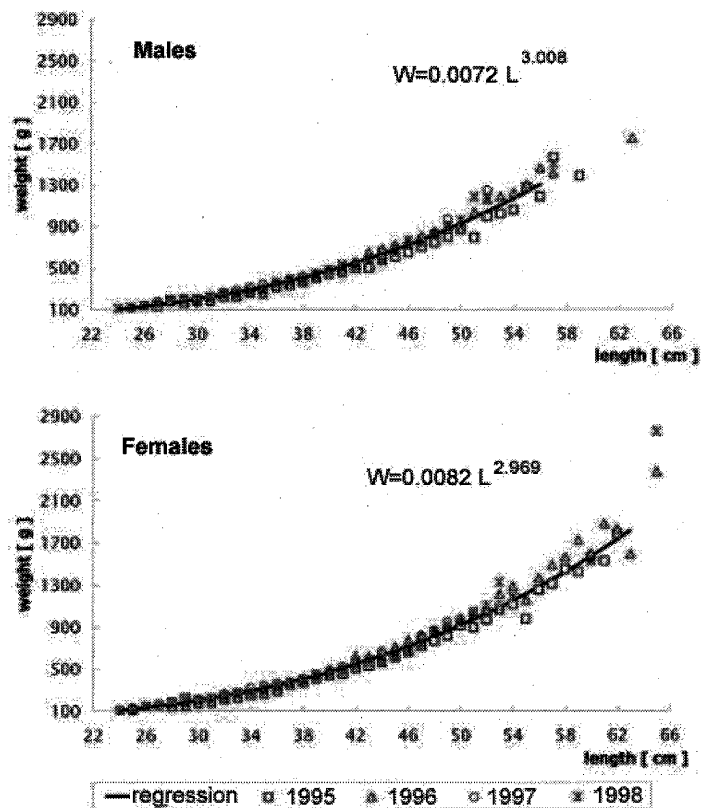 2900
Males
2500
W=0.0072 L^3.008
2100
1700
1300
900
500
100
weight [ g ]
22 26 30 34 38 42 46 50 54 58 62 66
length [ cm ]
2900
Females
2500
W=0.0082 L^2.969
2100
1700
1300
900
500
100
weight [ g ]
22 26 30 34 38 42 46 50 54 58 62 66
length [ cm ]
regression 1995 1996 1997 1998